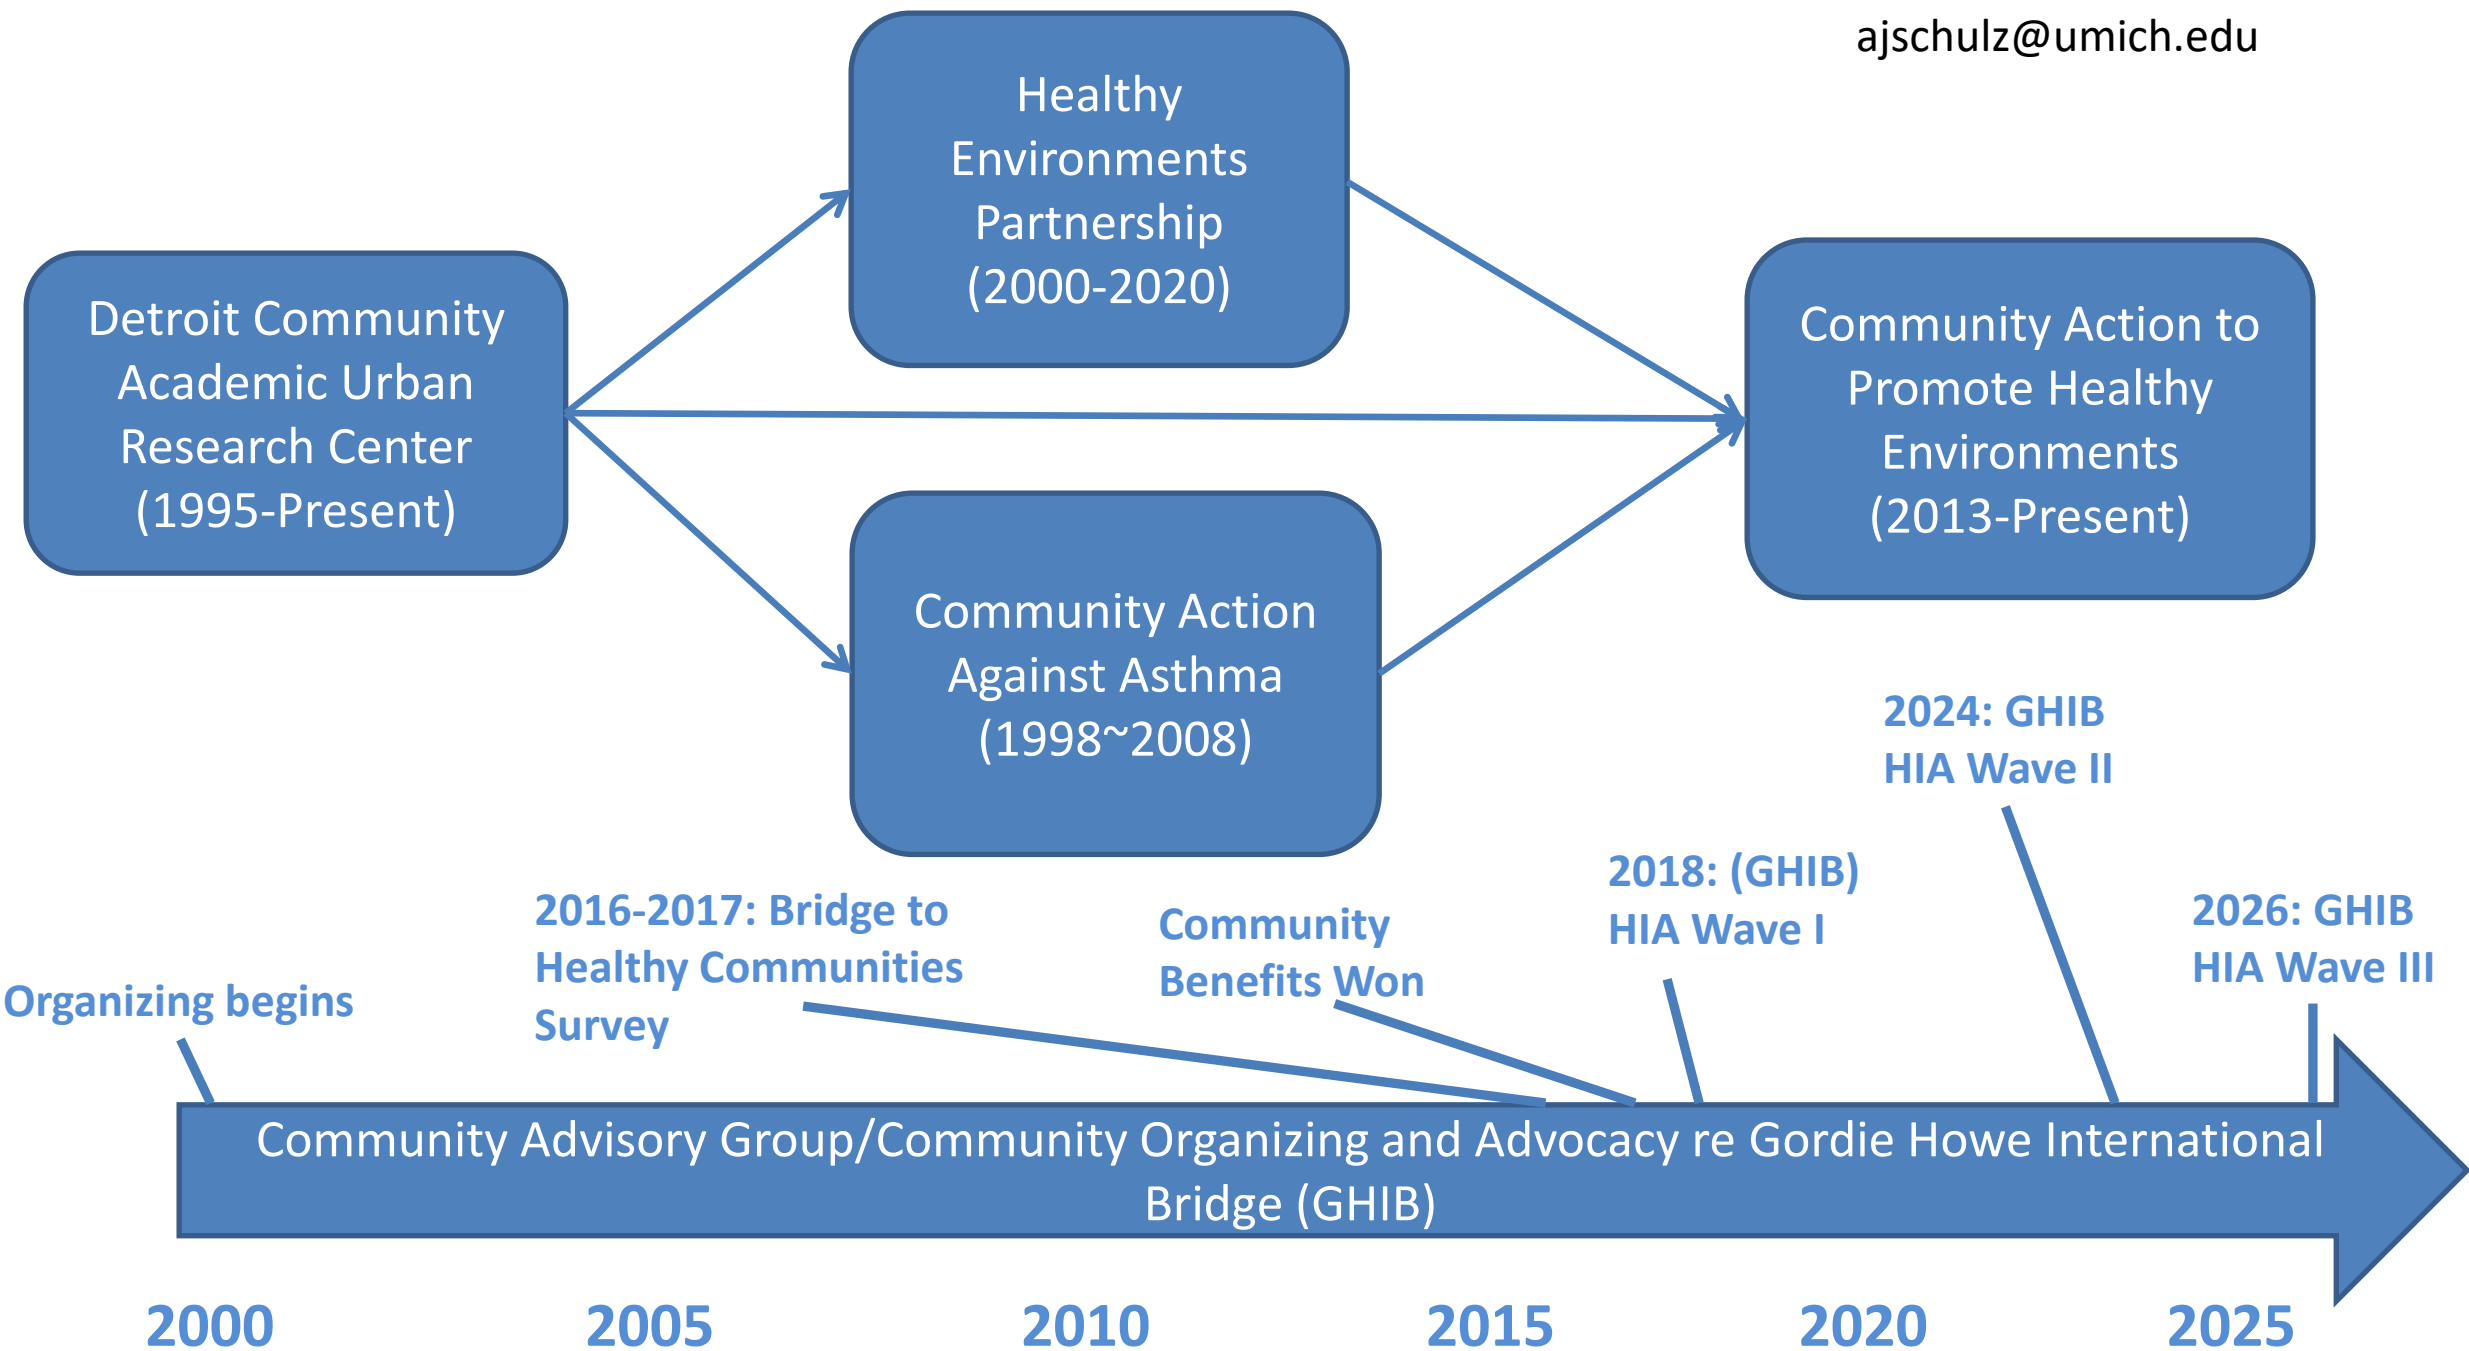 ajschulz@umich.edu
Healthy
Environments
Partnership
(2000-2020)
Detroit Community
Academic Urban
Research Center
(1995-Present)
Community Action to
Promote Healthy
Environments
(2013-Present)
Community Action
Against Asthma
(1998~2008)
2024: GHIB
HIA Wave II
2018: (GHIB)
HIA Wave I
2016-2017: Bridge to
Healthy Communities
Survey
Community
Benefits Won
2026: GHIB
HIA Wave III
Organizing begins
Community Advisory Group/Community Organizing and Advocacy re Gordie Howe International
Bridge (GHIB)
2000 2005 2010 2015 2020 2025